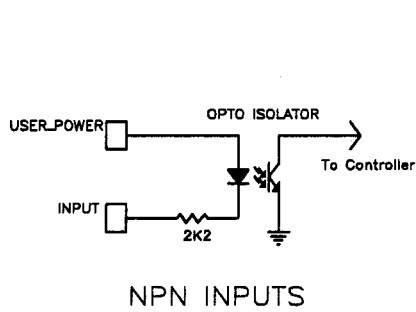 OPTO ISOLATOR
USER_POWER
To Controller
INPUT
2K2
NPN INPUTS